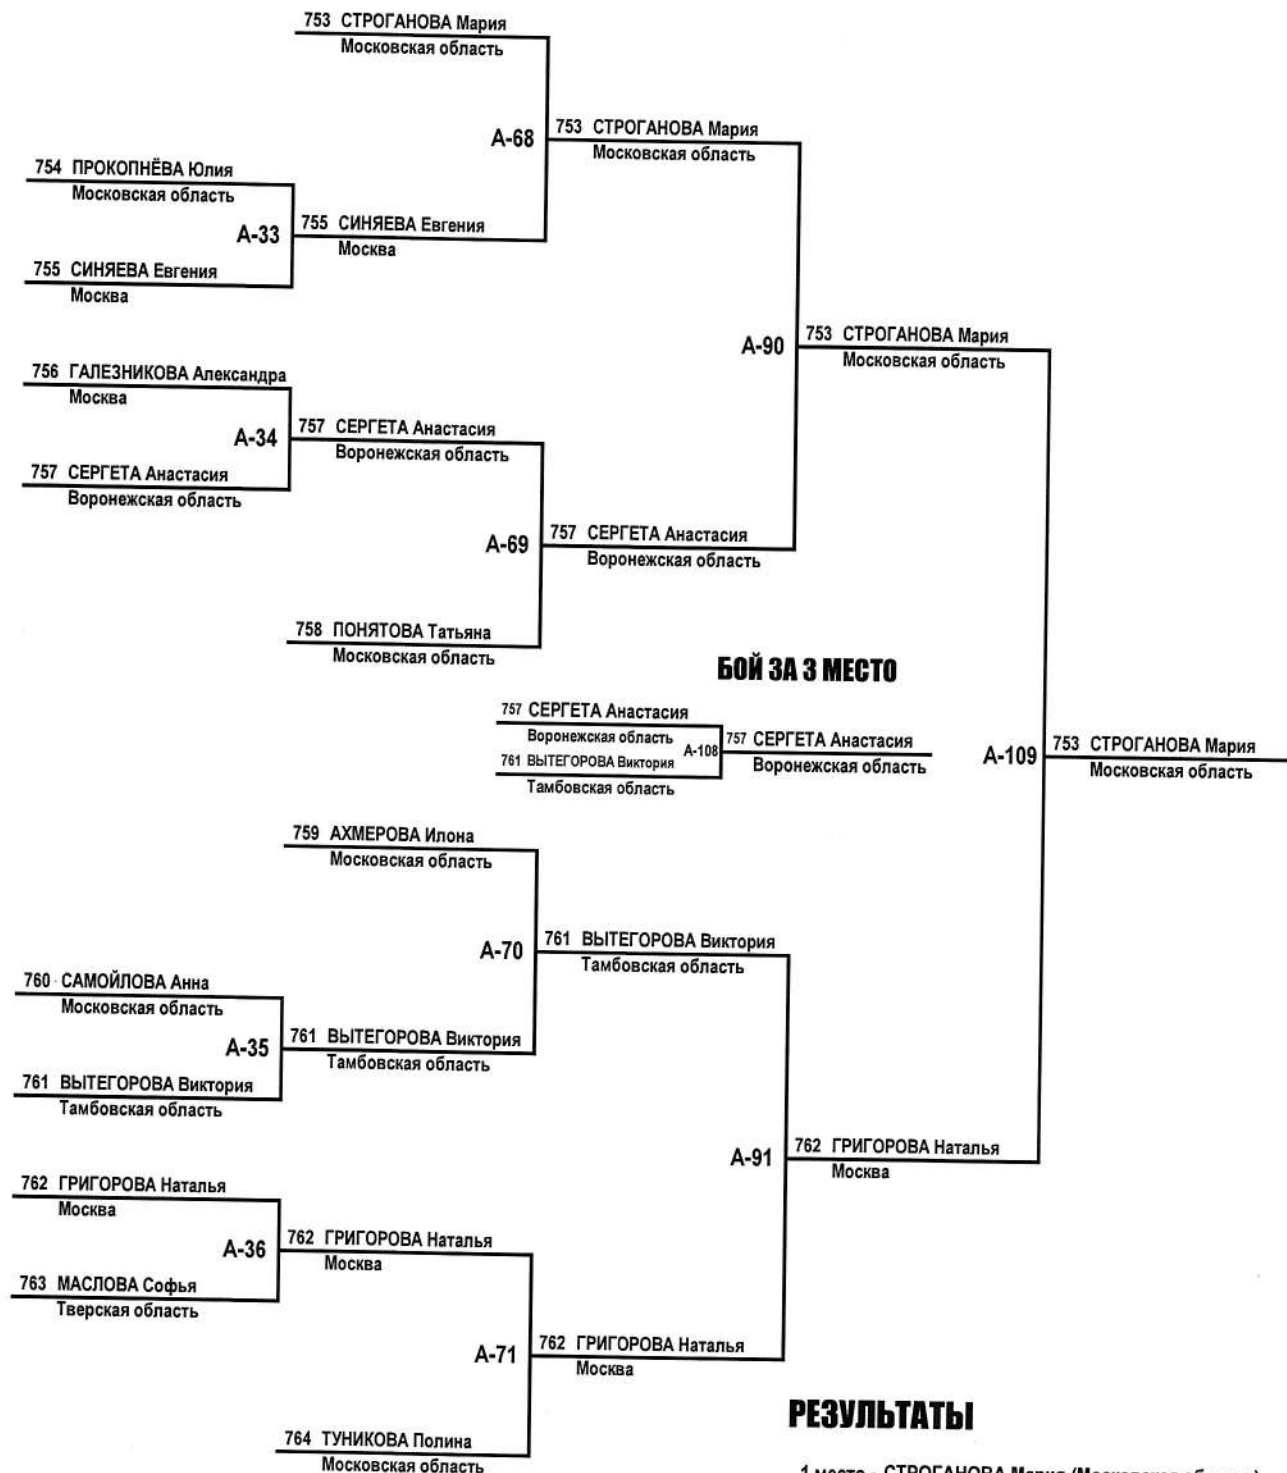 753 СТРОГАНОВА Мария
Московская область
А-68
753 СТРОГАНОВА Мария
Московская область
754 ПРОКОПНЁВА Юлия
Московская область
А-33
755 СИНЯЕВА Евгения
Москва
755 СИНЯЕВА Евгения
Москва
А-90
753 СТРОГАНОВА Мария
Московская область
756 ГАЛЕЗНИКОВА Александра
Москва
А-34
757 СЕРГЕТА Анастасия
Воронежская область
757 СЕРГЕТА Анастасия
Воронежская область
А-69
757 СЕРГЕТА Анастасия
Воронежская область
758 ПОНЯТОВА Татьяна
Московская область
БОЙ ЗА 3 МЕСТО
757 СЕРГЕТА Анастасия
Воронежская область
А-108
757 СЕРГЕТА Анастасия
Воронежская область
761 ВЫТЕГОРОВА Виктория
Тамбовская область
А-109
753 СТРОГАНОВА Мария
Московская область
759 АХМЕРОВА Илона
Московская область
А-70
761 ВЫТЕГОРОВА Виктория
Тамбовская область
760 САМОЙЛОВА Анна
Московская область
А-35
761 ВЫТЕГОРОВА Виктория
Тамбовская область
761 ВЫТЕГОРОВА Виктория
Тамбовская область
А-91
762 ГРИГОРОВА Наталья
Москва
762 ГРИГОРОВА Наталья
Москва
А-36
762 ГРИГОРОВА Наталья
Москва
763 МАСЛОВА Софья
Тверская область
А-71
762 ГРИГОРОВА Наталья
Москва
764 ТУНИКОВА Полина
Московская область
РЕЗУЛЬТАТЫ
1 место - СТРОГАНОВА Мария (Московская область)